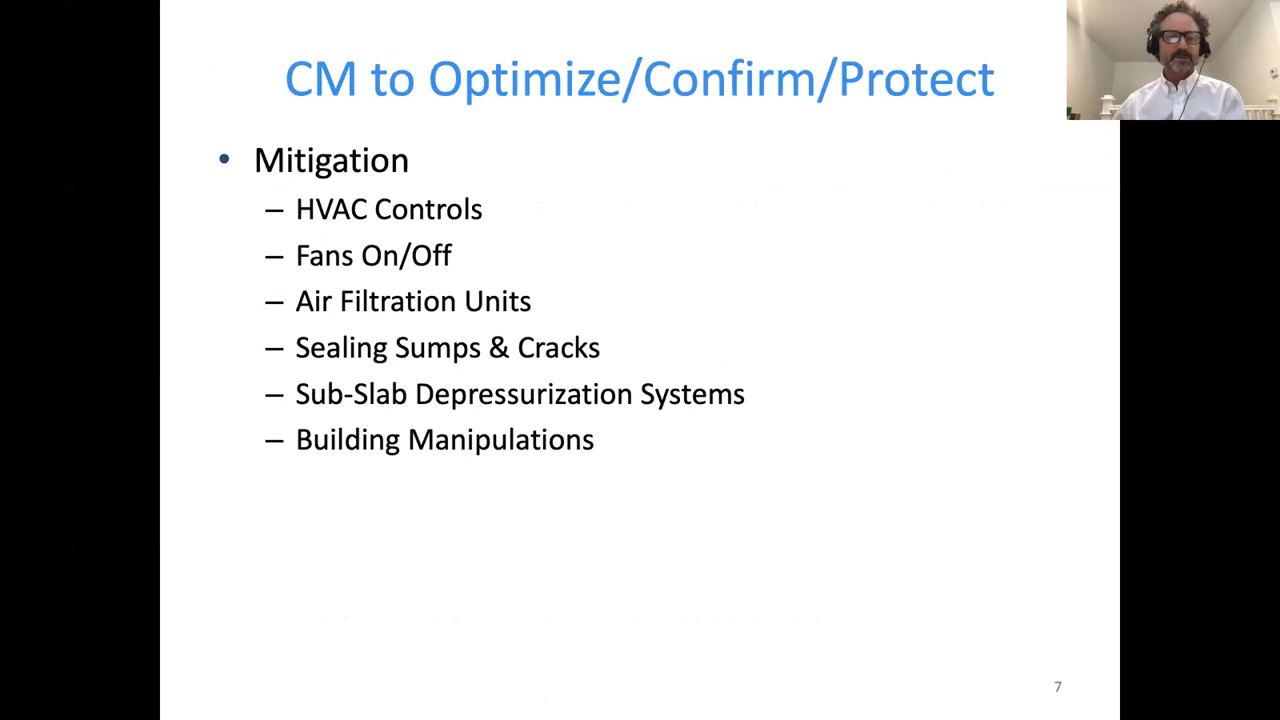 CM to Optimize/Confirm/Protect
• Mitigation
– HVAC Controls
– Fans On/Off
– Air Filtration Units
– Sealing Sumps & Cracks
– Sub-Slab Depressurization Systems
– Building Manipulations
7